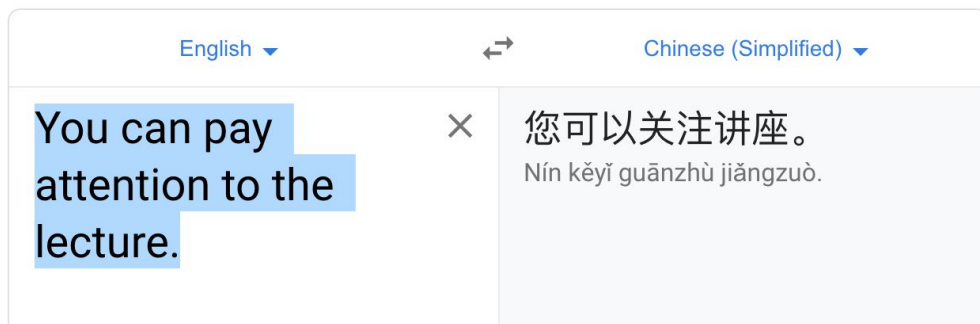 English
Chinese (Simplified)
You can pay
attention to the
lecture.
您可以关注讲座。
Nín kěyǐ guānzhù jiǎngzuò.